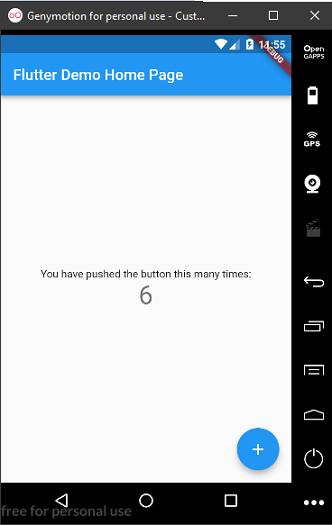 Genymotion for personal use - Cust...
11:55
DEBUG
Flutter Demo Home Page
Open
GAPPS
GPS
You have pushed the button this many times:
6
+
free for personal use